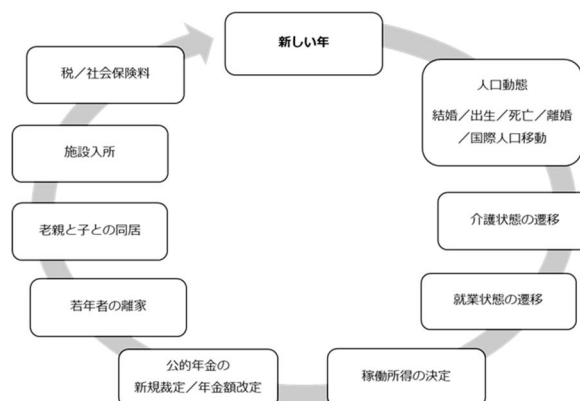 新しい年
人口動態
結婚／出生／死亡／離婚
／国際人口移動
介護状態の遷移
就業状態の遷移
稼働所得の決定
公的年金の
新規裁定／年金額改定
若年者の離家
老親と子との同居
施設入所
税／社会保険料